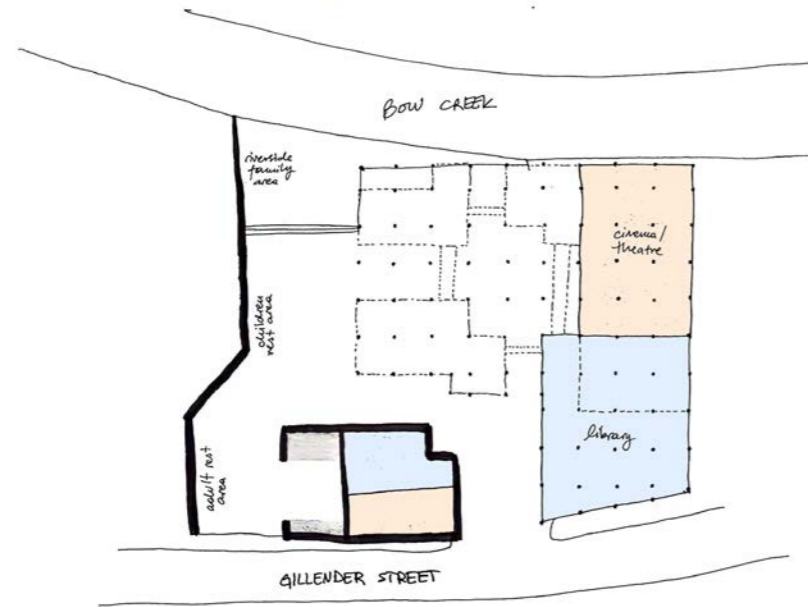 BOW CREEK
riverside
family
area
cinema/
theatre
children
rest area
library
adult rest
area
GILLENDER STREET